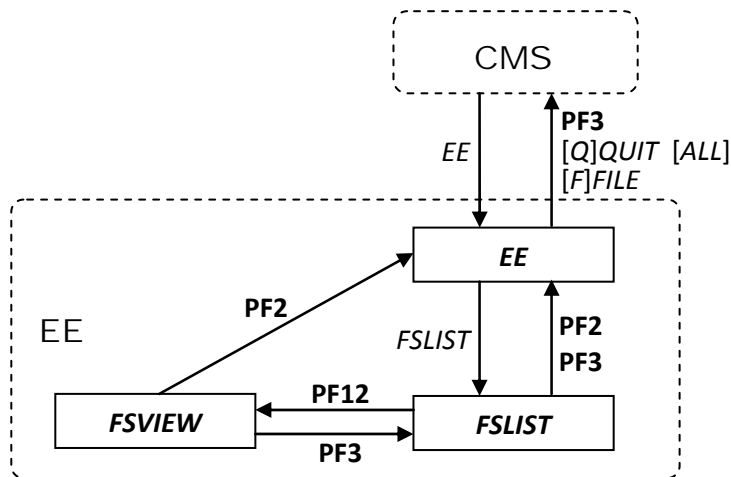 CMS
EE
PF3
[Q]QUIT [ALL]
[F]FILE
EE
PF2
EE
FSLIST
PF2
PF3
FSVIEW
PF12
PF3
FSLIST